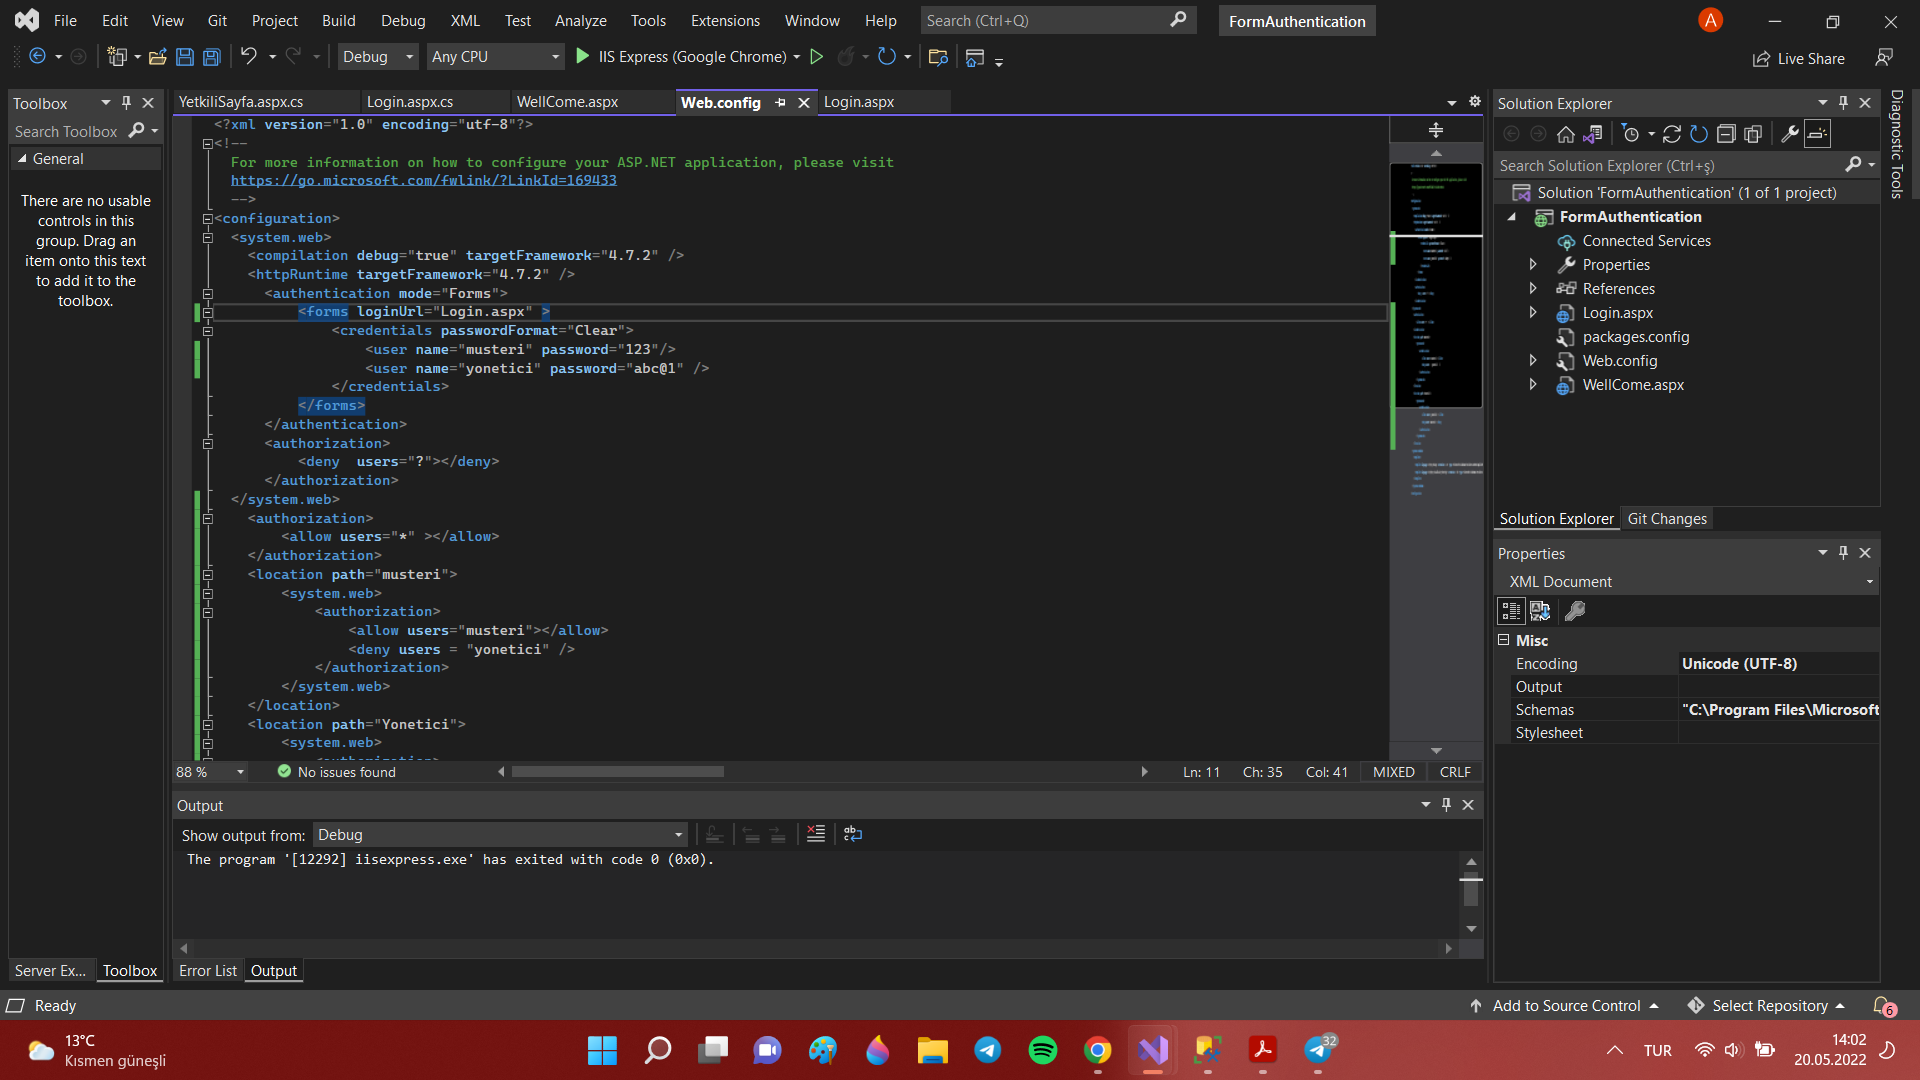 File Edit View Git Project Build Debug XML Test Analyze Tools Extensions Window Help Search (Ctrl+Q) FormAuthentication A
Debug Any CPU IIS Express (Google Chrome) Live Share
Toolbox
Search Toolbox
General
There are no usable
controls in this
group. Drag an
item onto this text
to add it to the
toolbox.
Server Ex... Toolbox
YetkiliSayfa.aspx.cs Login.aspx.cs WellCome.aspx Web.config Login.aspx
<?xml version="1.0" encoding="utf-8"?>
<!--
For more information on how to configure your ASP.NET application, please visit
https://go.microsoft.com/fwlink/?LinkId=169433
-->
<configuration>
<system.web>
<compilation debug="true" targetFramework="4.7.2" />
<httpRuntime targetFramework="4.7.2" />
<authentication mode="Forms">
<forms loginUrl="Login.aspx" >
<credentials passwordFormat="Clear">
<user name="musteri" password="123"/>
<user name="yonetici" password="abc@1" />
</credentials>
</forms>
</authentication>
<authorization>
<deny  users="?"></deny>
</authorization>
</system.web>
<authorization>
<allow users="*" ></allow>
</authorization>
<location path="musteri">
<system.web>
<authorization>
<allow users="musteri"></allow>
<deny users = "yonetici" />
</authorization>
</system.web>
</location>
<location path="Yonetici">
<system.web>
88 % No issues found Ln: 11 Ch: 35 Col: 41 MIXED CRLF
Output
Show output from: Debug
The program '[12292] iisexpress.exe' has exited with code 0 (0x0).
Error List Output
Solution Explorer
Search Solution Explorer (Ctrl+ş)
Solution 'FormAuthentication' (1 of 1 project)
FormAuthentication
Connected Services
Properties
References
Login.aspx
packages.config
Web.config
WellCome.aspx
Solution Explorer Git Changes
Properties
XML Document
Misc
Encoding Unicode (UTF-8)
Output
Schemas "C:\Program Files\Microsoft
Stylesheet
Diagnostic Tools
Ready Add to Source Control Select Repository 6
13°C
Kısmen güneşli
32
TUR
14:02
20.05.2022